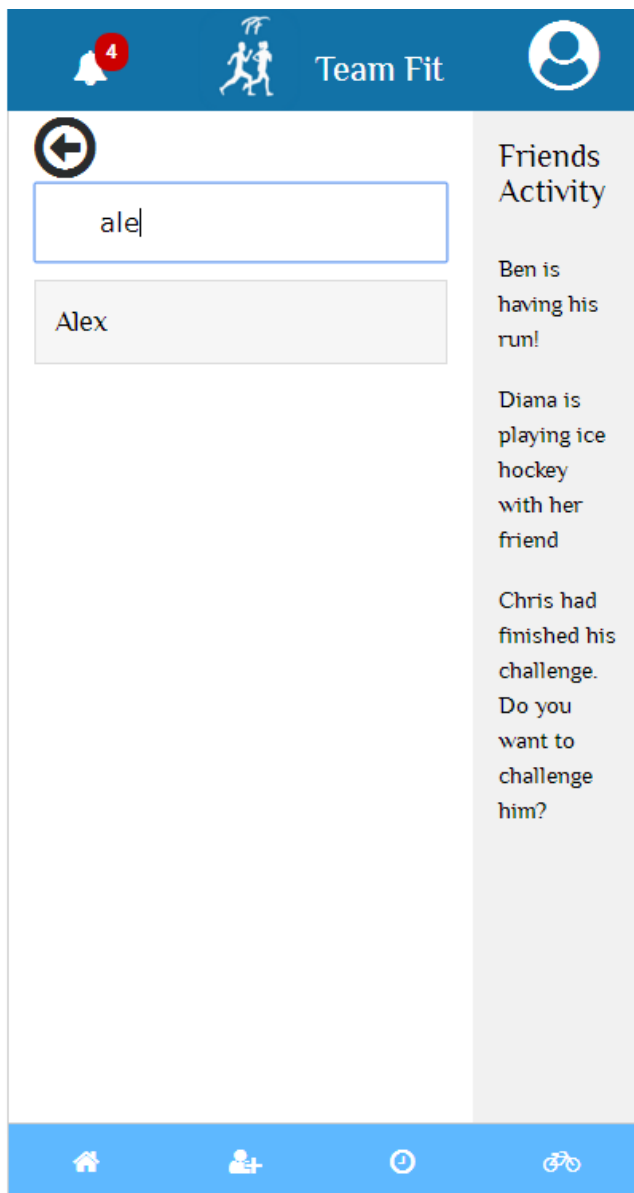 4
TF
Team Fit
ale
Alex
Friends
Activity
Ben is
having his
run!
Diana is
playing ice
hockey
with her
friend
Chris had
finished his
challenge.
Do you
want to
challenge
him?